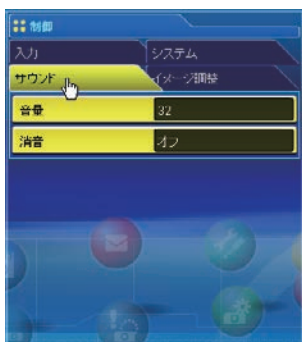 制御
入力 システム
サウンド イメージ調整
音量 32
消音 オフ